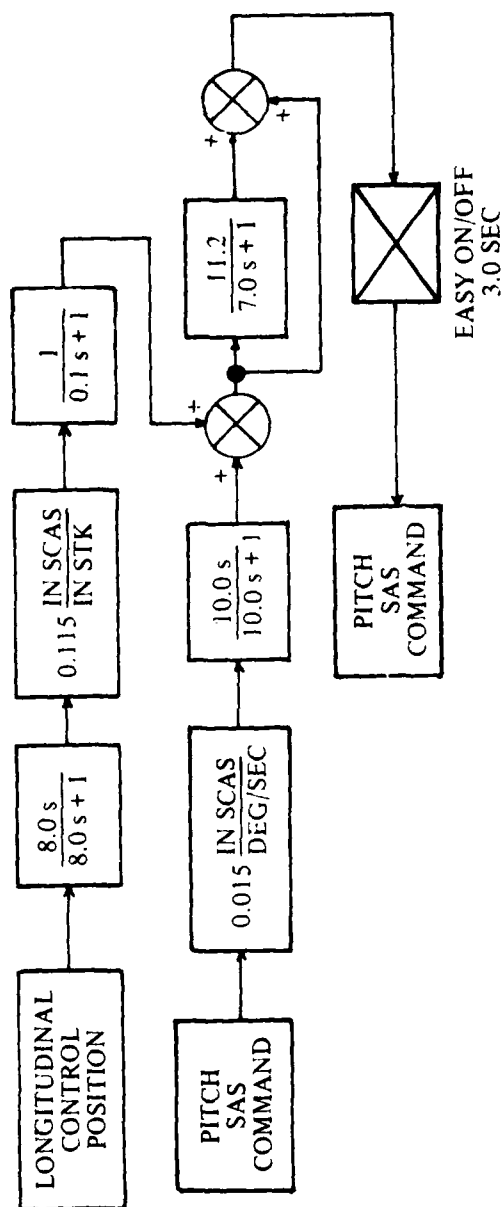 LONGITUDINAL
CONTROL
POSITION
8.0 s
8.0 s + 1
0.115 IN SCAS
IN STK
1
0.1 s + 1
PITCH
SAS
COMMAND
0.015 IN SCAS
DEG/SEC
10.0 s
10.0 s + 1
+
+
11.2
7.0 s + 1
+
+
EASY ON/OFF
3.0 SEC
PITCH
SAS
COMMAND